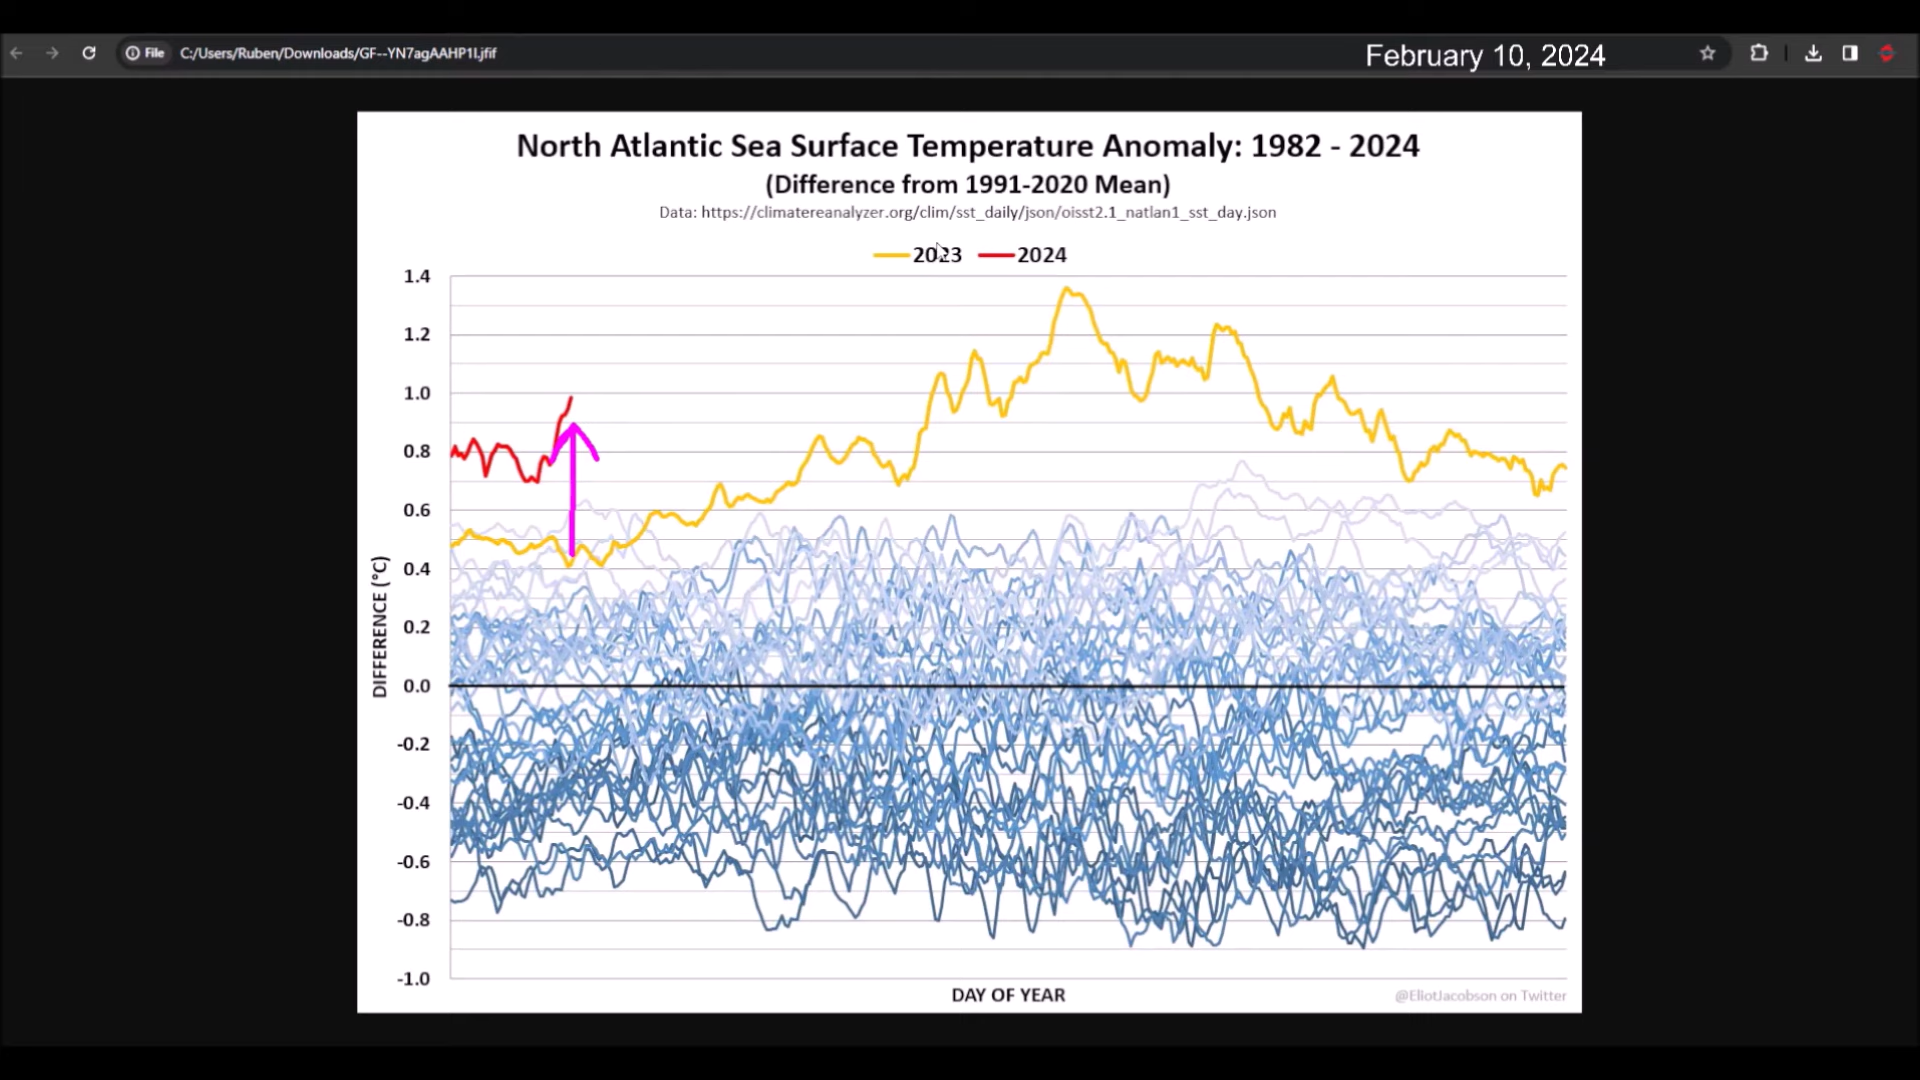 File C:/Users/Ruben/Downloads/GF--YN7agAAHP1I.jfif
February 10, 2024
North Atlantic Sea Surface Temperature Anomaly: 1982 - 2024
(Difference from 1991-2020 Mean)
Data: https://climatereanalyzer.org/clim/sst_daily/json/oisst2.1_natlan1_sst_day.json
2023 2024
1.4
1.2
1.0
0.8
0.6
0.4
0.2
0.0
-0.2
-0.4
-0.6
-0.8
-1.0
DIFFERENCE (°C)
DAY OF YEAR
@EliotJacobson on Twitter